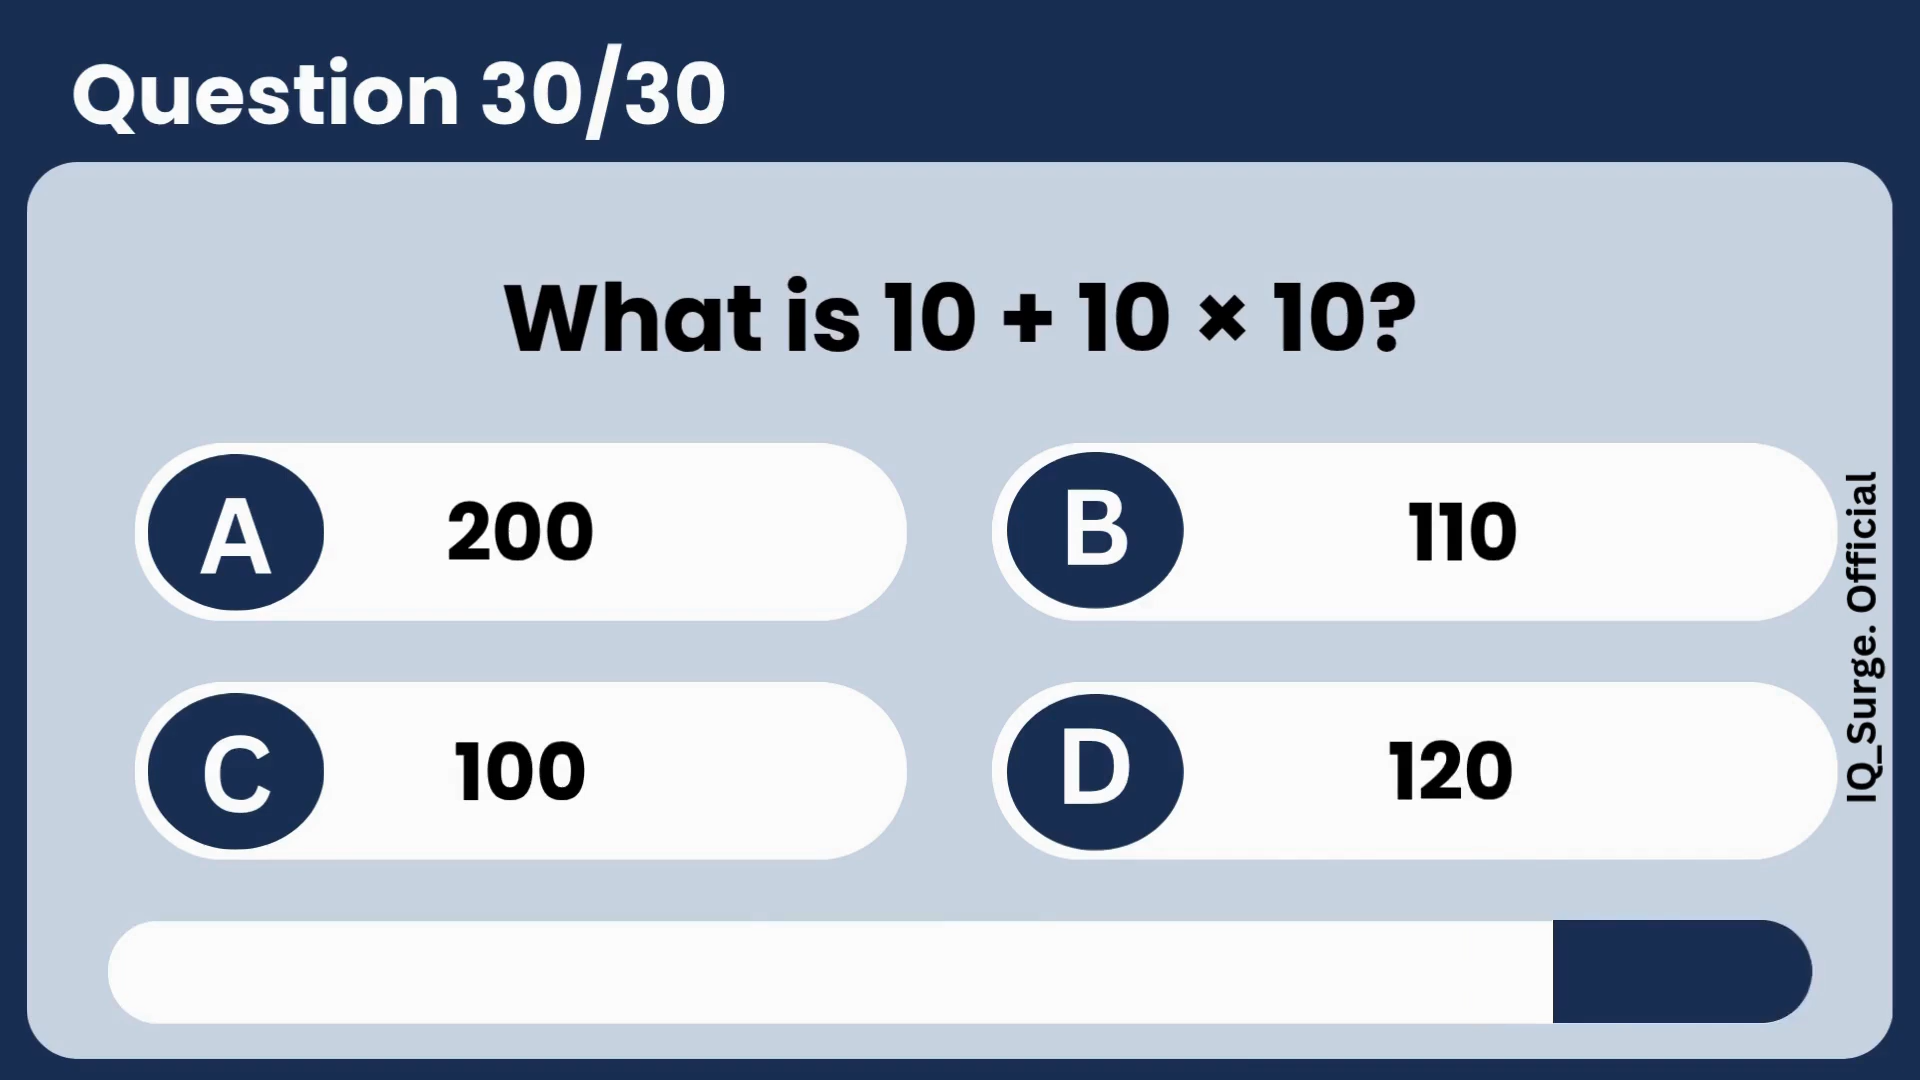 Question 30/30
What is 10 + 10 × 10?
A 200
B 110
C 100
D 120
IQ_Surge. Official